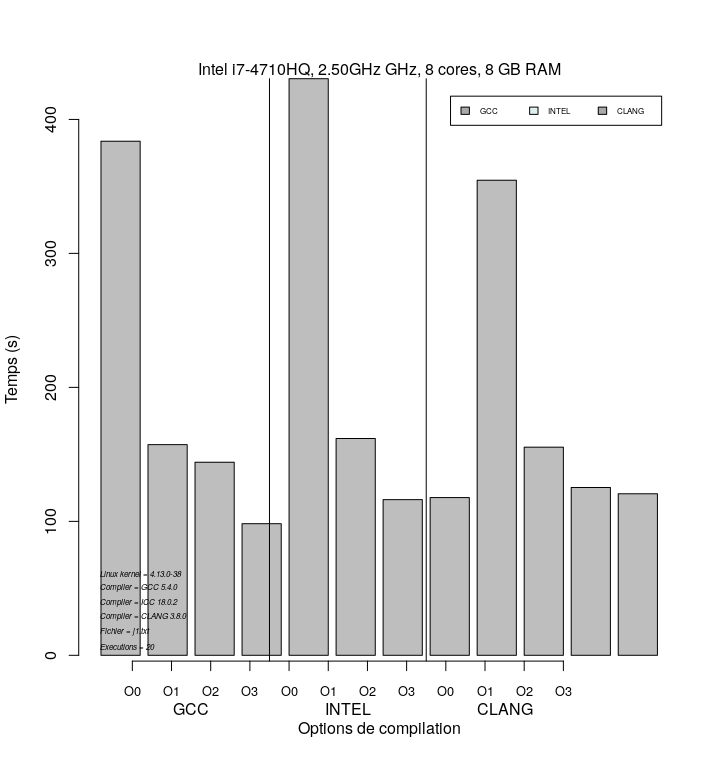 Intel i7-4710HQ, 2.50GHz GHz, 8 cores, 8 GB RAM
GCC INTEL CLANG
400
300
200
100
0
Temps (s)
Linux kernel = 4.13.0-38
Compiler = GCC 5.4.0
Compiler = ICC 18.0.2
Compiler = CLANG 3.8.0
Fichier = j1.txt
Executions = 20
O0 O1 O2 O3 O0 O1 O2 O3 O0 O1 O2 O3
GCC INTEL CLANG
Options de compilation